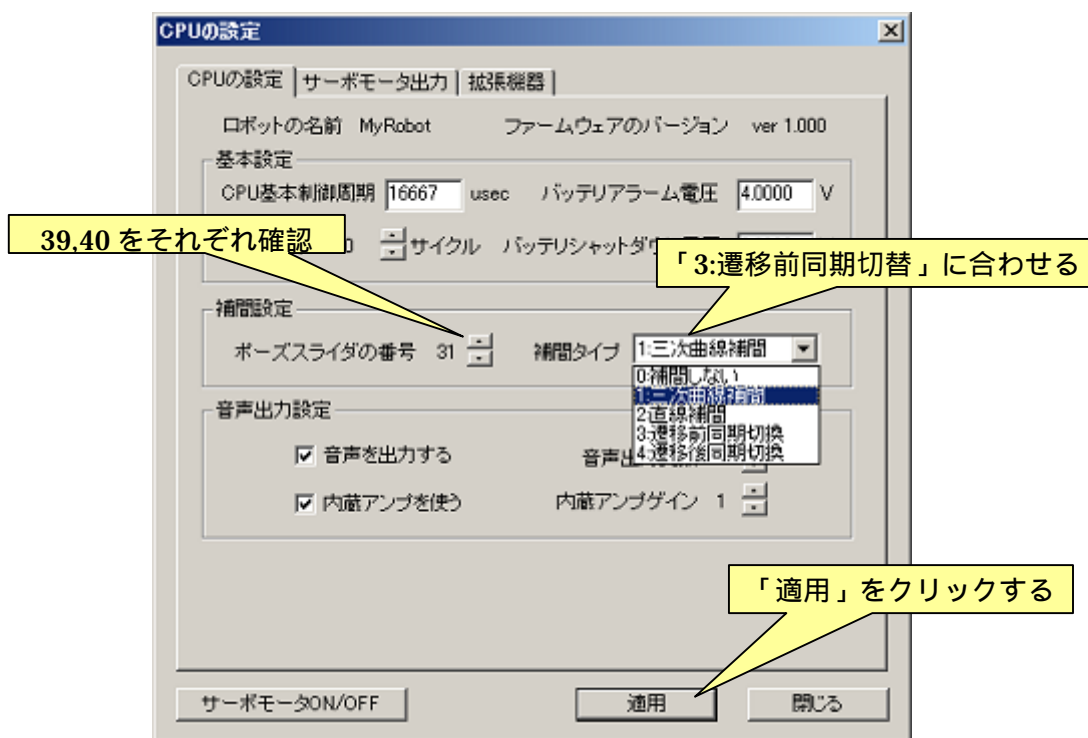 CPUの設定
CPUの設定 サーボモータ出力 拡張機器
ロボットの名前 MyRobot ファームウェアのバージョン ver 1.000
基本設定
CPU基本制御周期 16667 usec バッテリアラーム電圧 4.0000 V
39,40 をそれぞれ確認
0 サイクル バッテリシャットダウ
「3:遷移前同期切替」に合わせる
補間設定
ポーズスライダの番号 31 補間タイプ 1:三次曲線補間
0:補間しない
1:三次曲線補間
2:直線補間
3:遷移前同期切換
4:遷移後同期切換
音声出力設定
音声を出力する 音声出
内蔵アンプを使う 内蔵アンプゲイン 1
「適用」をクリックする
サーボモータON/OFF 適用 閉じる